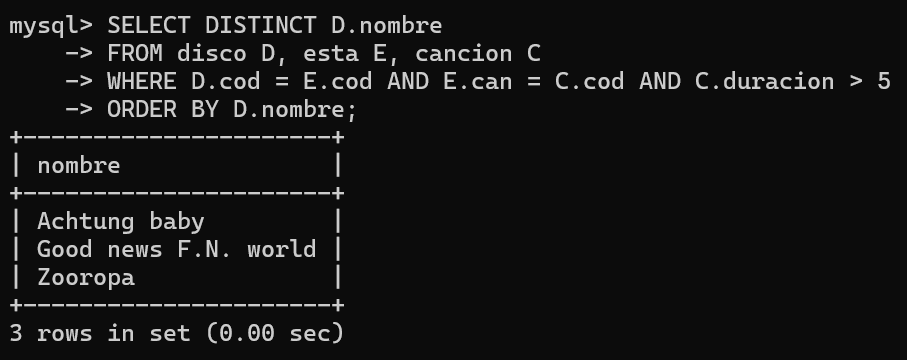 mysql> SELECT DISTINCT D.nombre
    -> FROM disco D, esta E, cancion C
    -> WHERE D.cod = E.cod AND E.can = C.cod AND C.duracion > 5
    -> ORDER BY D.nombre;
+----------------------+
| nombre               |
+----------------------+
| Achtung baby         |
| Good news F.N. world |
| Zooropa              |
+----------------------+
3 rows in set (0.00 sec)